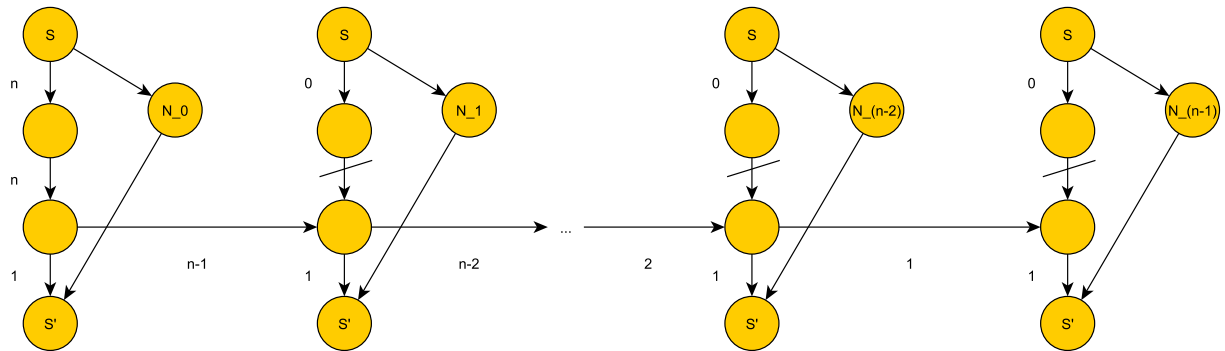 S S S S
n 0 0 0
N_0 N_1 N_(n-2) N_(n-1)
n
...
1 n-1 1 n-2 2 1 1 1
S' S' S' S'